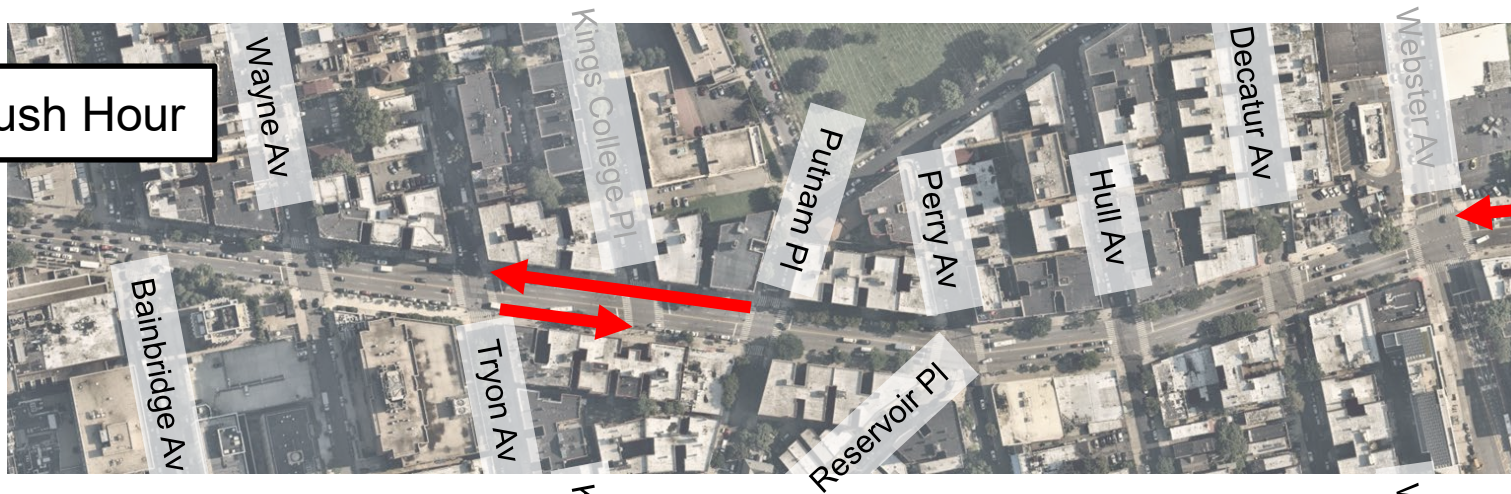 ush Hour
Wayne Av
Kings College Pl
Putnam Pl
Perry Av
Hull Av
Decatur Av
Webster Av
Bainbridge Av
Tryon Av
Reservoir Pl